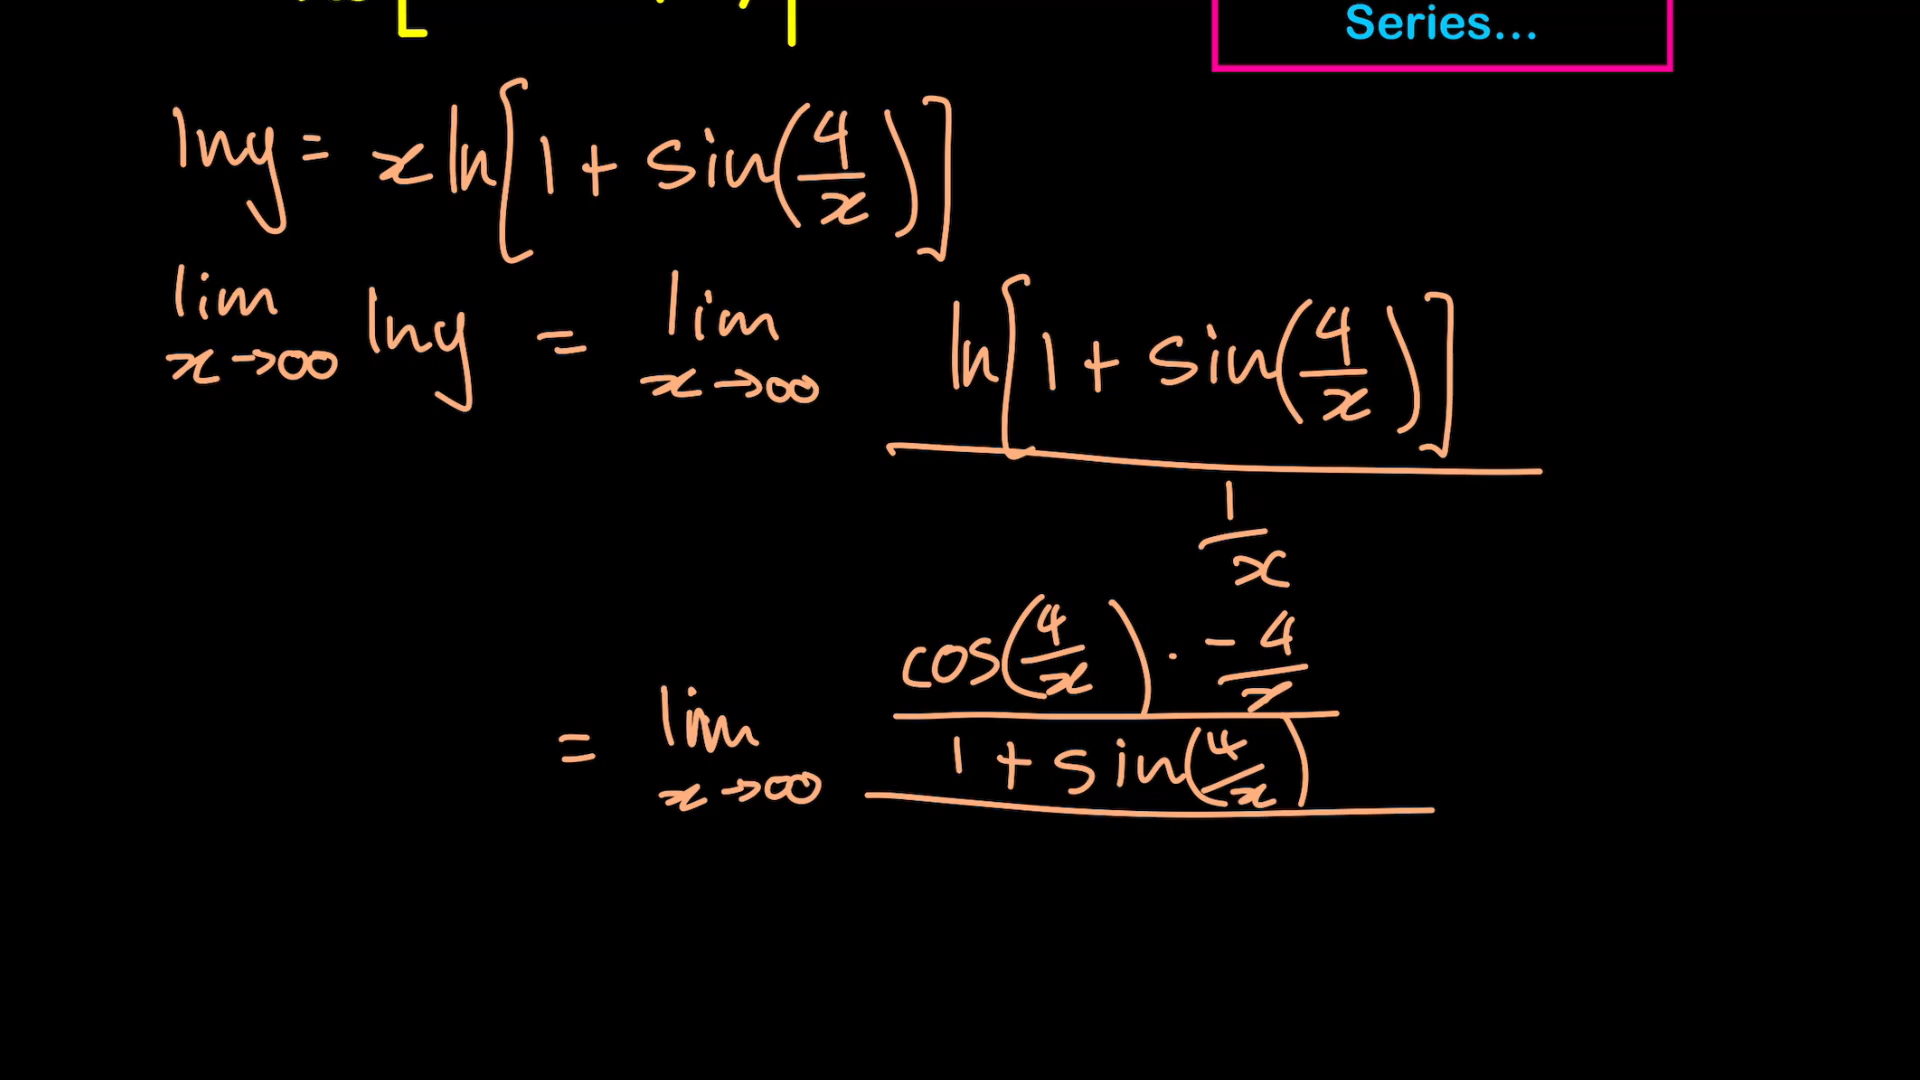 Series...
ln y = x ln[1 + sin(4/x)]
lim x→∞ ln y = lim x→∞ ln[1 + sin(4/x)] / (1/x)
= lim x→∞ (cos(4/x) · -4/x) / (1 + sin(4/x))